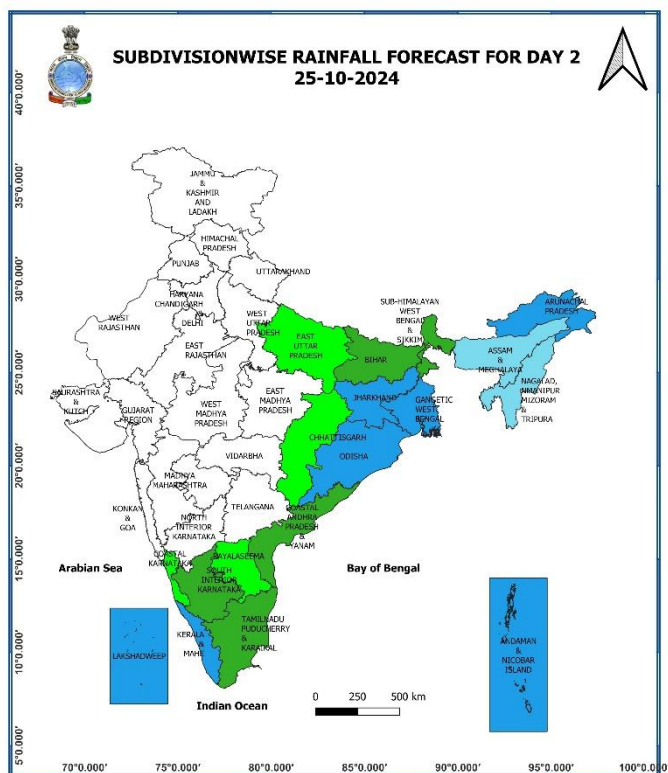 SUBDIVISIONWISE RAINFALL FORECAST FOR DAY 2
25-10-2024
40°0.000'
35°0.000'
30°0.000'
25°0.000'
20°0.000'
15°0.000'
10°0.000'
5°0.000'
JAMMU
&
KASHMIR
AND
LADAKH
HIMACHAL
PRADESH
PUNJAB
UTTARAKHAND
HARYANA
CHANDIGARH
&
DELHI
WEST
RAJASTHAN
WEST
UTTAR
PRADESH
EAST
RAJASTHAN
EAST
UTTAR
PRADESH
SUB-HIMALAYAN
WEST
BENGAL &
SIKKIM
BIHAR
ARUNACHAL
PRADESH
ASSAM
&
MEGHALAYA
NAGALAD,
MANIPUR
MIZORAM
&
TRIPURA
SAURASHTRA
&
KUTCH
GUJARAT
REGION
WEST
MADHYA
PRADESH
EAST
MADHYA
PRADESH
JHARKHAND
GANGETIC
WEST
BENGAL
CHHATTISGARH
ODISHA
VIDARBHA
MADHYA
MAHARASHTRA
KONKAN
&
GOA
TELANGANA
NORTH
INTERIOR
KARNATAKA
COASTAL
ANDHRA
PRADESH
&
YANAM
COASTAL
KARNATAKA
RAYALASEEMA
SOUTH
INTERIOR
KARNATAKA
Arabian Sea
Bay of Bengal
KERALA
&
MAHE
TAMILNADU
PUDUCHERRY
&
KARAIKAL
LAKSHADWEEP
ANDAMAN
&
NICOBAR
ISLAND
Indian Ocean
0 250 500 km
70°0.000' 75°0.000' 80°0.000' 85°0.000' 90°0.000' 95°0.000'